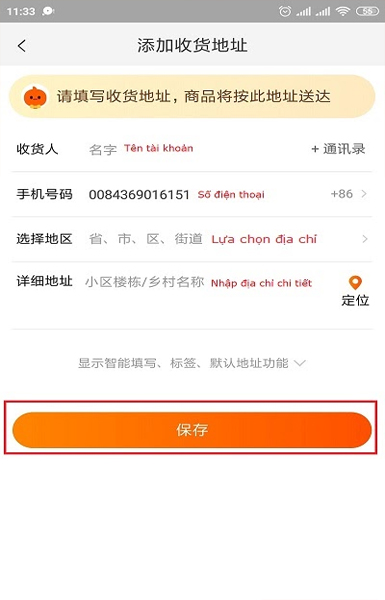 11:33
55
添加收货地址
请填写收货地址，商品将按此地址送达
收货人 名字 Tên tài khoản + 通讯录
手机号码 0084369016151 Số điện thoại +86
选择地区 省、市、区、街道 Lựa chọn địa chỉ
详细地址 小区楼栋/乡村名称 Nhập địa chỉ chi tiết
定位
显示智能填写、标签、默认地址功能
保存